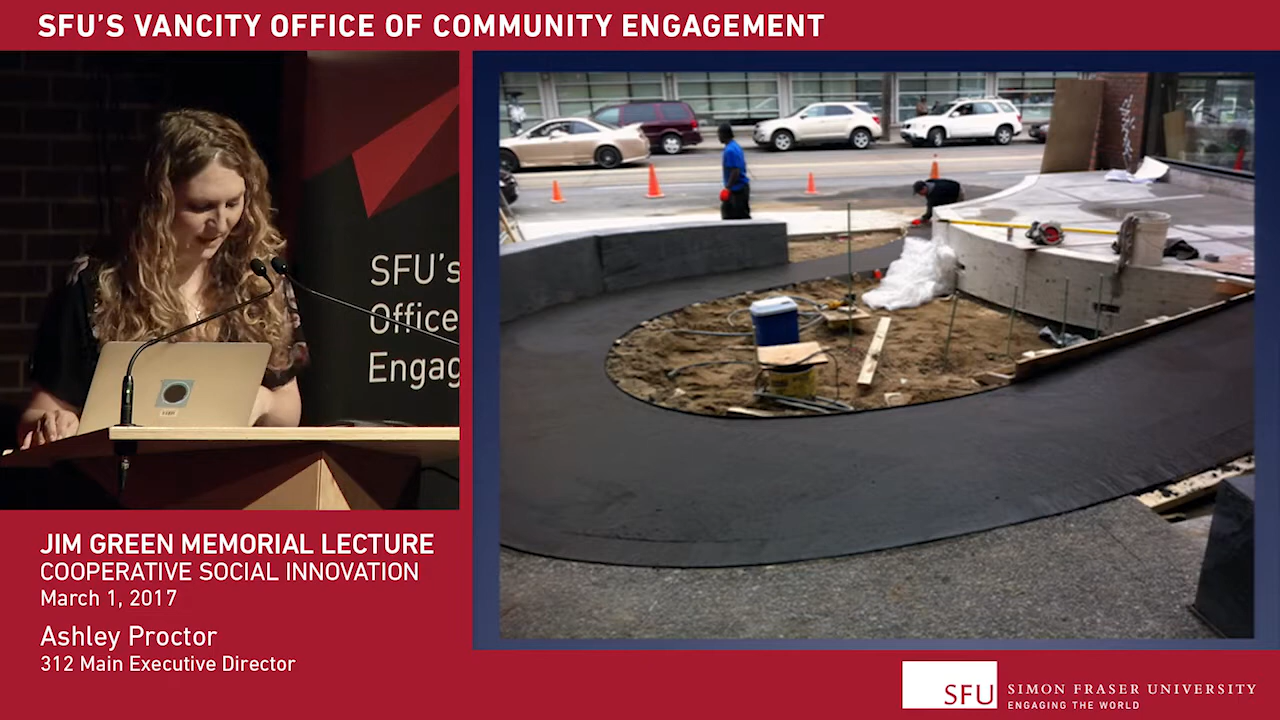 SFU'S VANCITY OFFICE OF COMMUNITY ENGAGEMENT
SFU's
Office
Engag
JIM GREEN MEMORIAL LECTURE
COOPERATIVE SOCIAL INNOVATION
March 1, 2017
Ashley Proctor
312 Main Executive Director
SFU
SIMON FRASER UNIVERSITY
ENGAGING THE WORLD